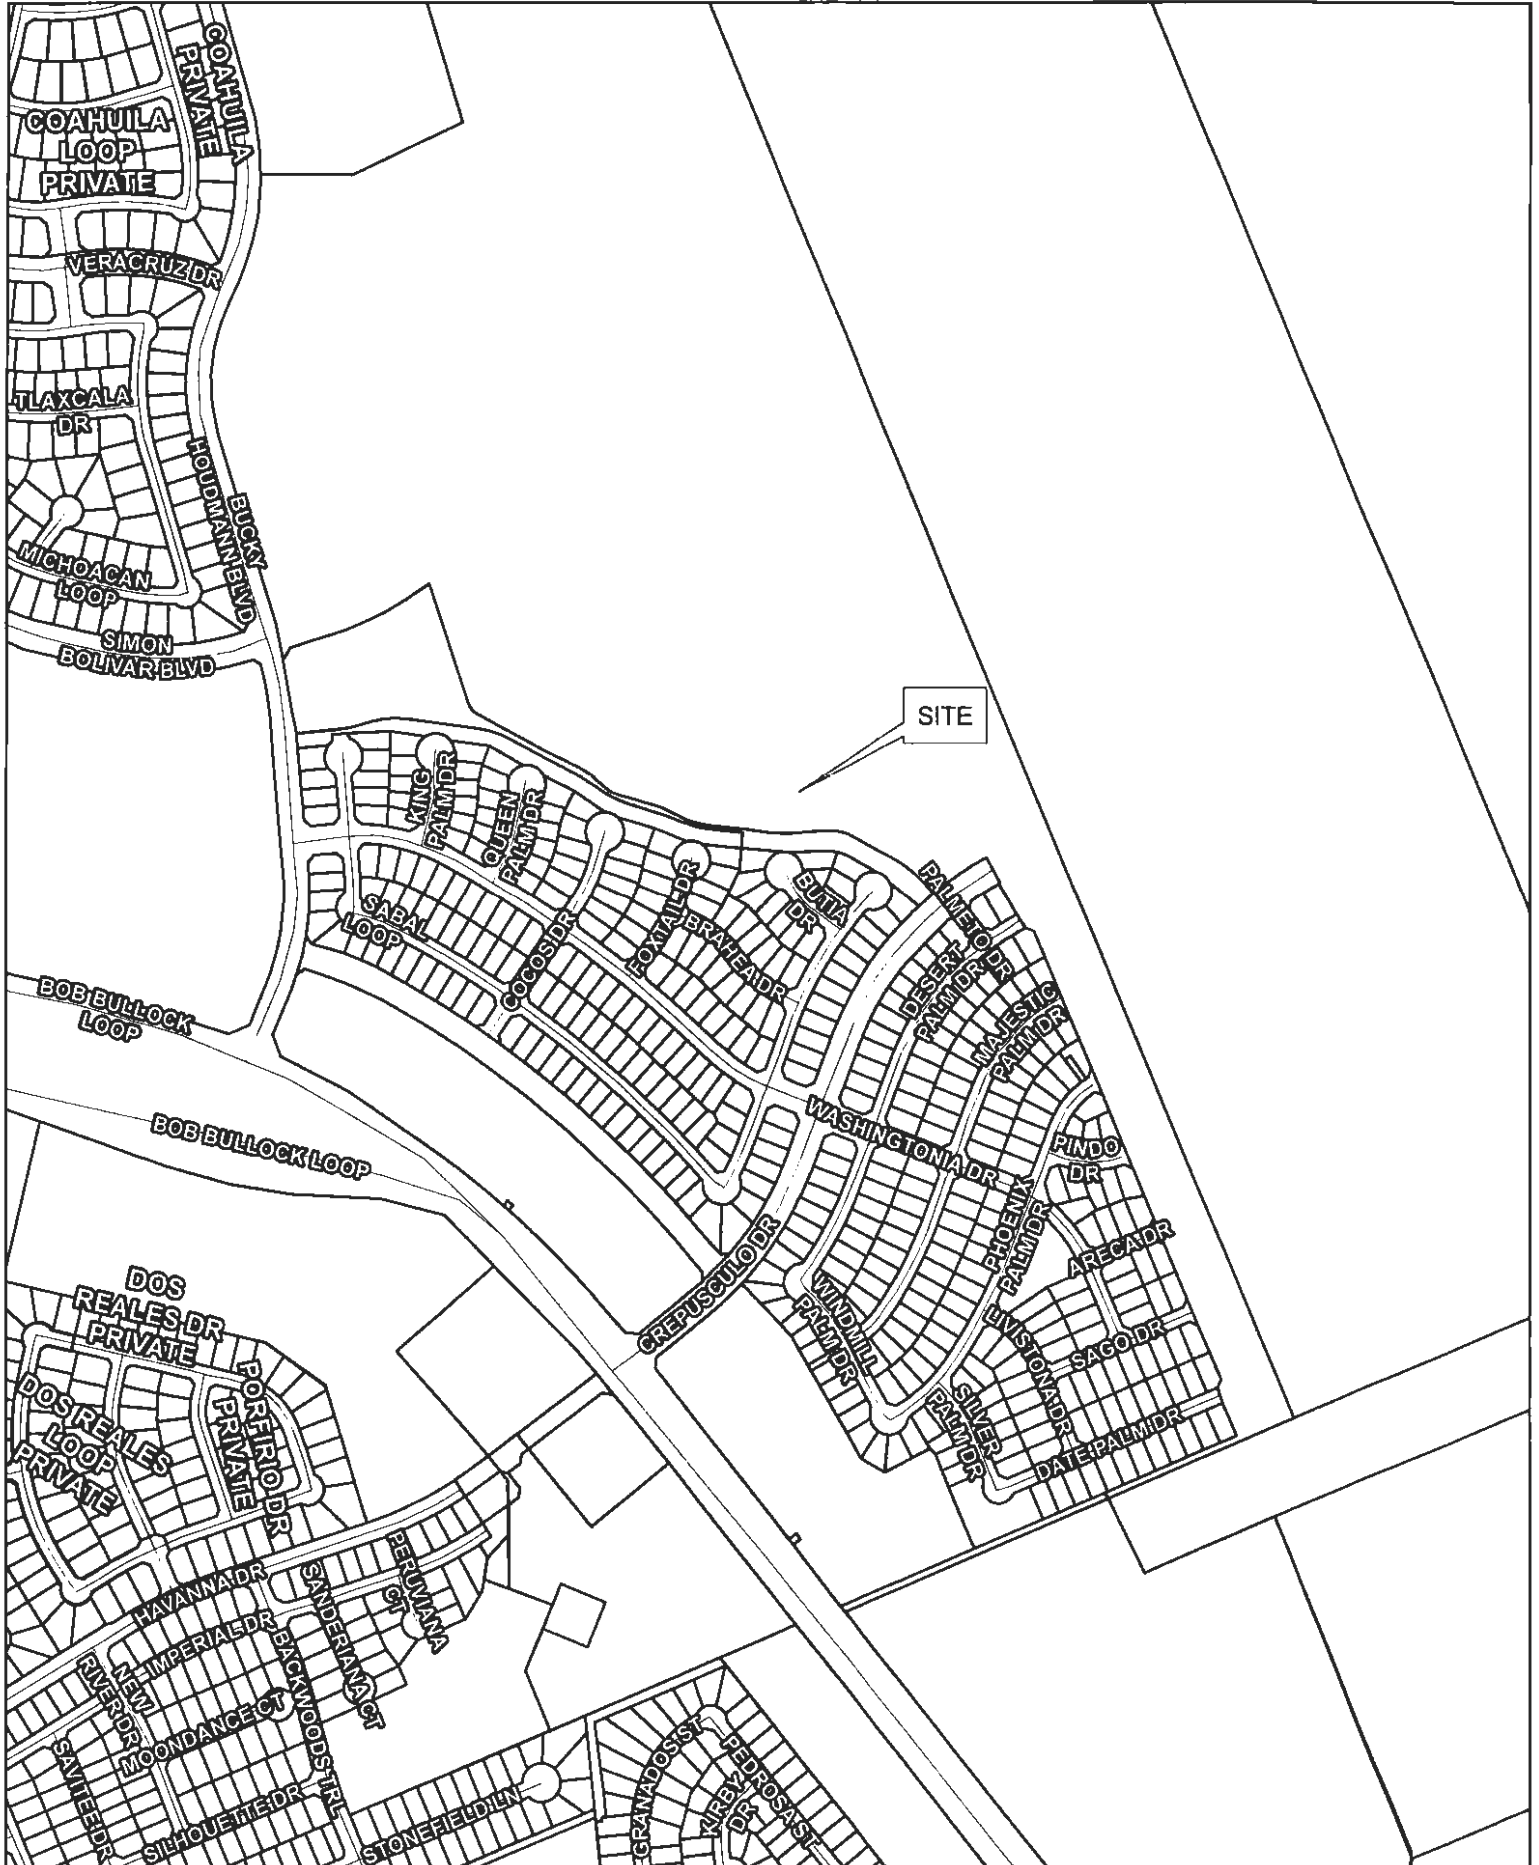 COAHUILA
PRIVATE
COAHUILA
LOOP
PRIVATE
VERACRUZ DR
TLAXCALA
DR
BUCKY
HOUDMANN BLVD
MICHOACAN
LOOP
SIMON
BOLIVAR BLVD
SITE
KING
PALM DR
QUEEN
PALM DR
SABAL
LOOP
COCOS DR
FOXTAIL DR
BRAHEA DR
BUTIA
DR
PALMETO DR
DESERT
PALM DR
MAJESTIC
PALM DR
BOB BULLOCK
LOOP
BOB BULLOCK LOOP
WASHINGTONIA DR
PINDO
DR
PHOENIX
PALM DR
ARECA DR
CREPUSCULO DR
WINDMILL
PALM DR
LIVISTONA DR
SAGO DR
SILVER
PALM DR
DATE PALM DR
DOS
REALES DR
PRIVATE
DOS REALES
LOOP
PRIVATE
PORFIRIO DR
PRIVATE
HAVANNA DR
IMPERIAL DR
SANDERIANA CT
PERUVIANA
CT
NEW
RIVER DR
MOONDANCE CT
BACKWOODS TRL
SAVITEE DR
SILHOUETTE DR
STONEFIELD LN
GRANADOS ST
KIRBY
DR
PEDROSA ST